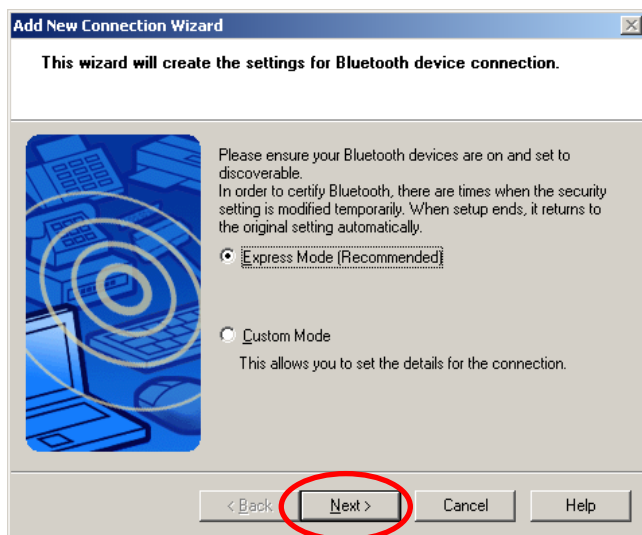 Add New Connection Wizard
This wizard will create the settings for Bluetooth device connection.
Please ensure your Bluetooth devices are on and set to
discoverable.
In order to certify Bluetooth, there are times when the security
setting is modified temporarily. When setup ends, it returns to
the original setting automatically.
Express Mode (Recommended)
Custom Mode
This allows you to set the details for the connection.
< Back Next > Cancel Help